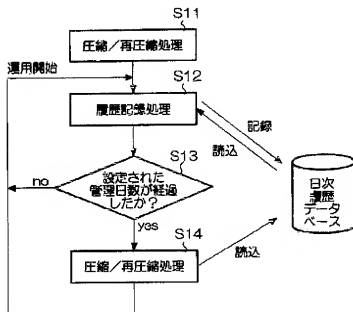 S11
圧縮／再圧縮処理
運用開始
S12
履歴記録処理
記録
読込
S13
設定された
管理日数が経過
したか？
no
yes
日次
履歴
データ
ベース
S14
圧縮／再圧縮処理
読込